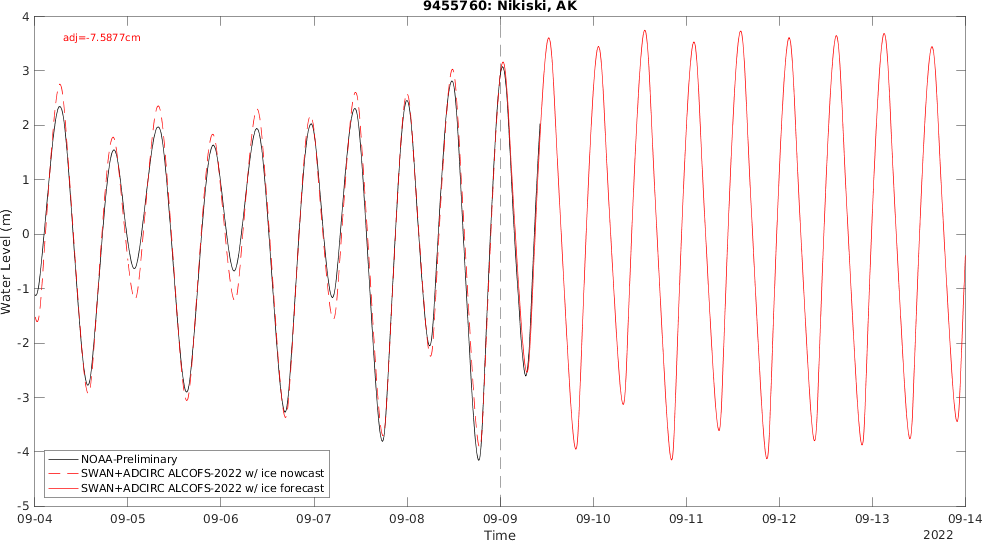 9455760: Nikiski, AK
adj=-7.5877cm
4
3
2
1
0
-1
-2
-3
-4
-5
Water Level (m)
NOAA-Preliminary
SWAN+ADCIRC ALCOFS-2022 w/ ice nowcast
SWAN+ADCIRC ALCOFS-2022 w/ ice forecast
09-04 09-05 09-06 09-07 09-08 09-09 09-10 09-11 09-12 09-13 09-14
Time
2022